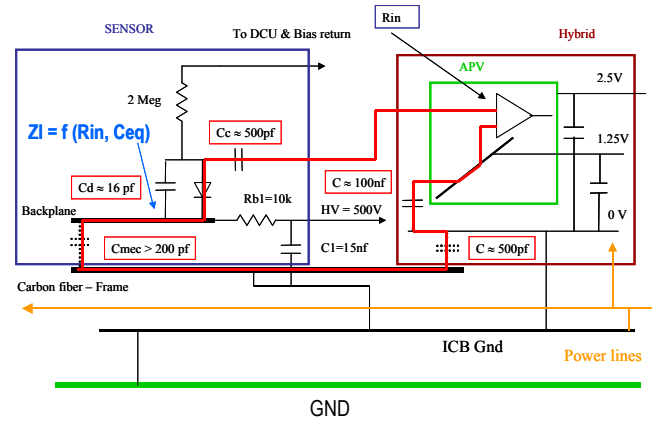 SENSOR
To DCU & Bias return
Rin
Hybrid
APV
2.5V
2 Meg
ZI = f (Rin, Ceq)
Cc ≈ 500pf
1.25V
Cd ≈ 16 pf
Rb1=10k
C ≈ 100nf
Backplane
HV = 500V
0 V
Cmec > 200 pf
C1=15nf
C ≈ 500pf
Carbon fiber – Frame
ICB Gnd
Power lines
GND